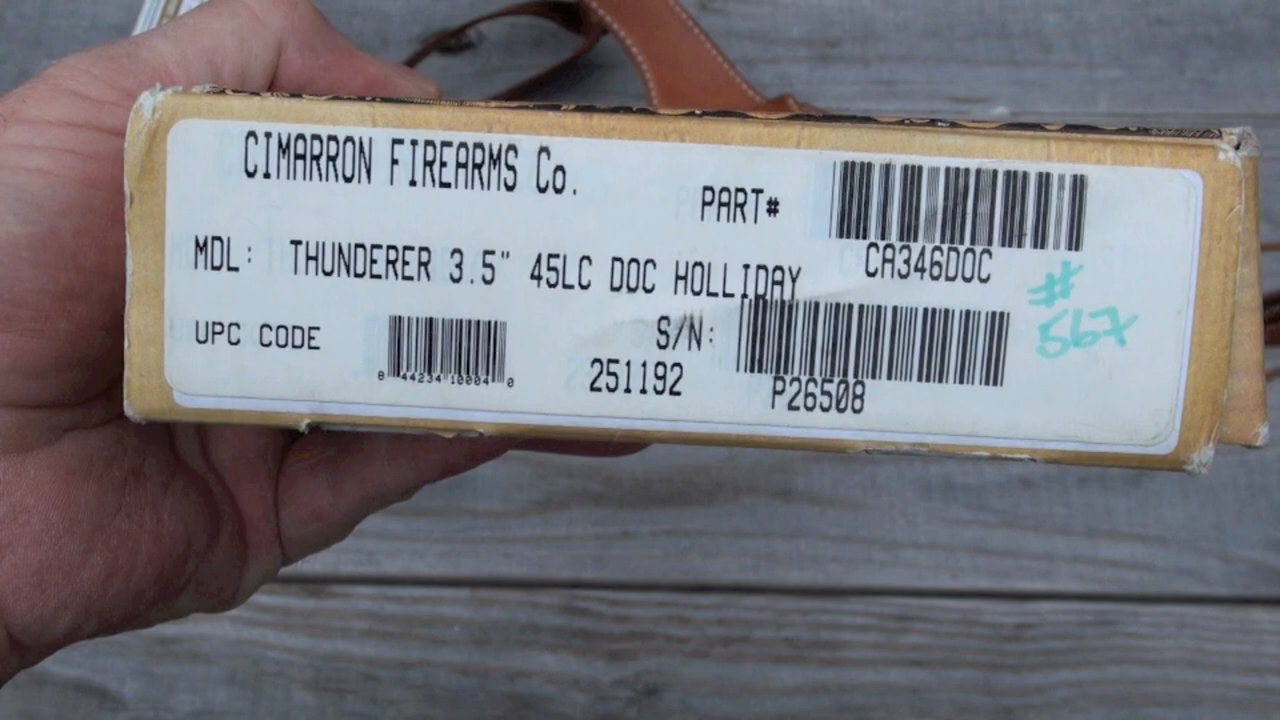 CIMARRON FIREARMS Co.
PART#
CA346DOC
MDL: THUNDERER 3.5" 45LC DOC HOLLIDAY
#
567
UPC CODE
8 44234 10004 0
S/N:
251192
P26508